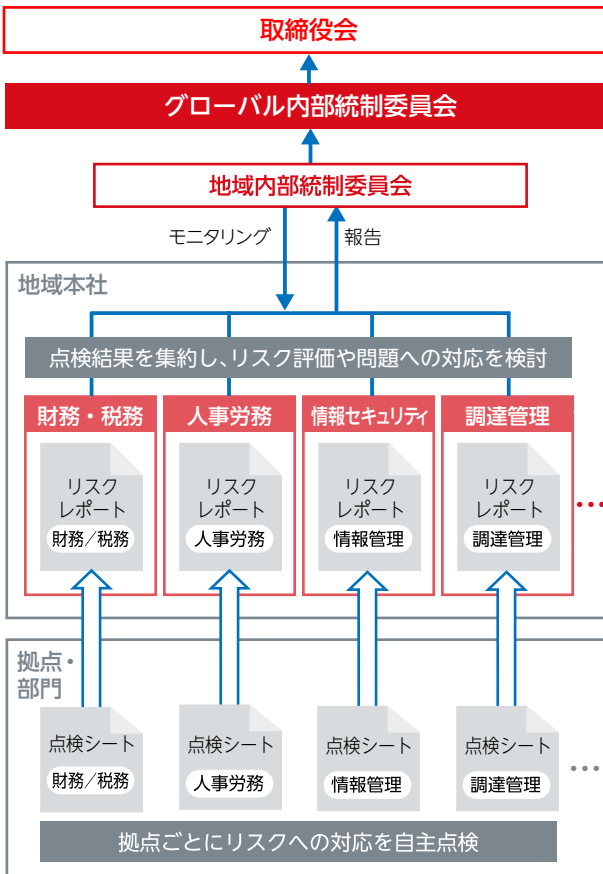 取締役会
グローバル内部統制委員会
地域内部統制委員会
モニタリング
報告
地域本社
点検結果を集約し、リスク評価や問題への対応を検討
財務・税務
人事労務
情報セキュリティ
調達管理
リスク
レポート
財務/税務
リスク
レポート
人事労務
リスク
レポート
情報管理
リスク
レポート
調達管理
…
拠点・
部門
点検シート
財務/税務
点検シート
人事労務
点検シート
情報管理
点検シート
調達管理
…
拠点ごとにリスクへの対応を自主点検